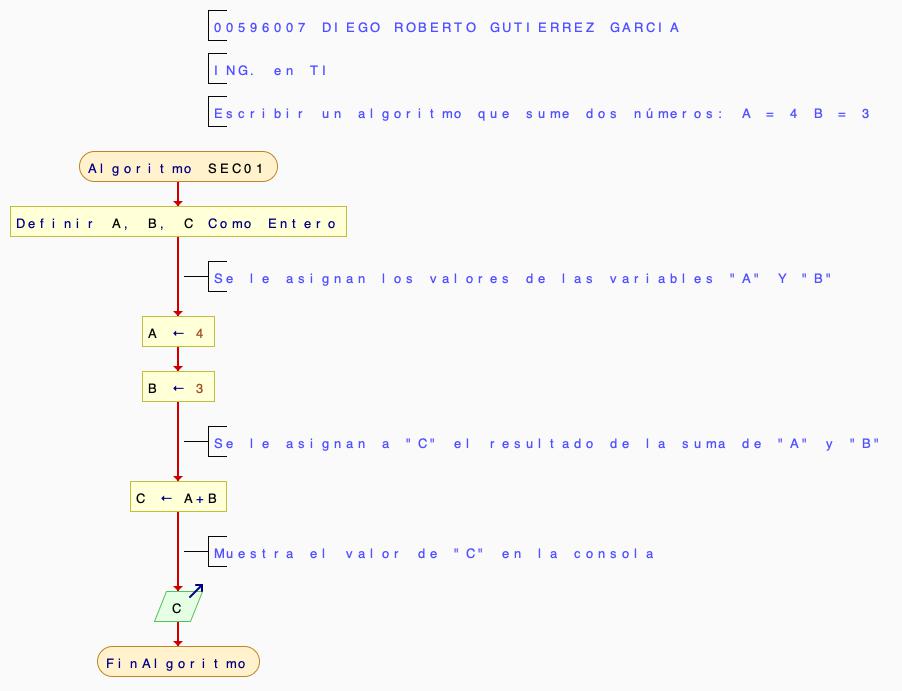 00596007 DIEGO ROBERTO GUTIERREZ GARCIA
ING. en TI
Escribir un algoritmo que sume dos números: A = 4 B = 3
Algoritmo SEC01
Definir A, B, C Como Entero
Se le asignan los valores de las variables "A" Y "B"
A ← 4
B ← 3
Se le asignan a "C" el resultado de la suma de "A" y "B"
C ← A+B
Muestra el valor de "C" en la consola
C
FinAlgoritmo